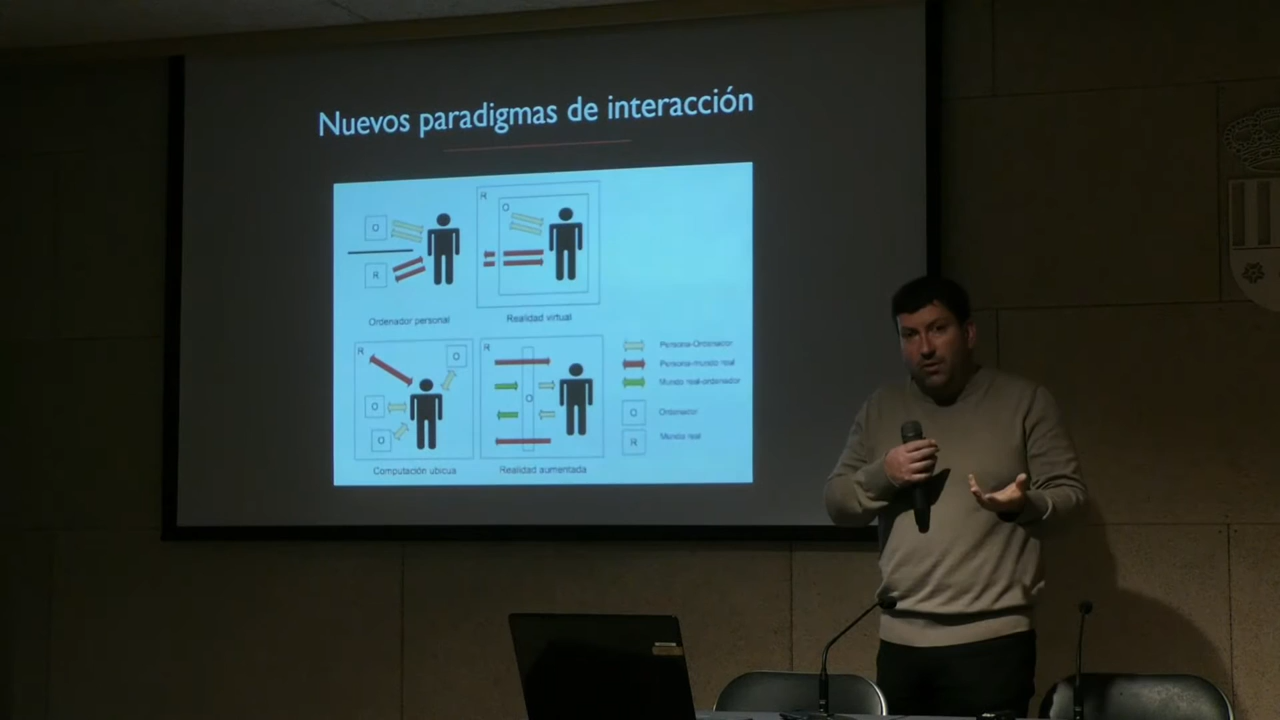 Nuevos paradigmas de interacción
O
R
Ordenador personal
R
O
Realidad virtual
R
O
O
O
Computación ubicua
R
O
Realidad aumentada
Persona-Ordenador
Persona-mundo real
Mundo real-ordenador
O
Ordenador
R
Mundo real